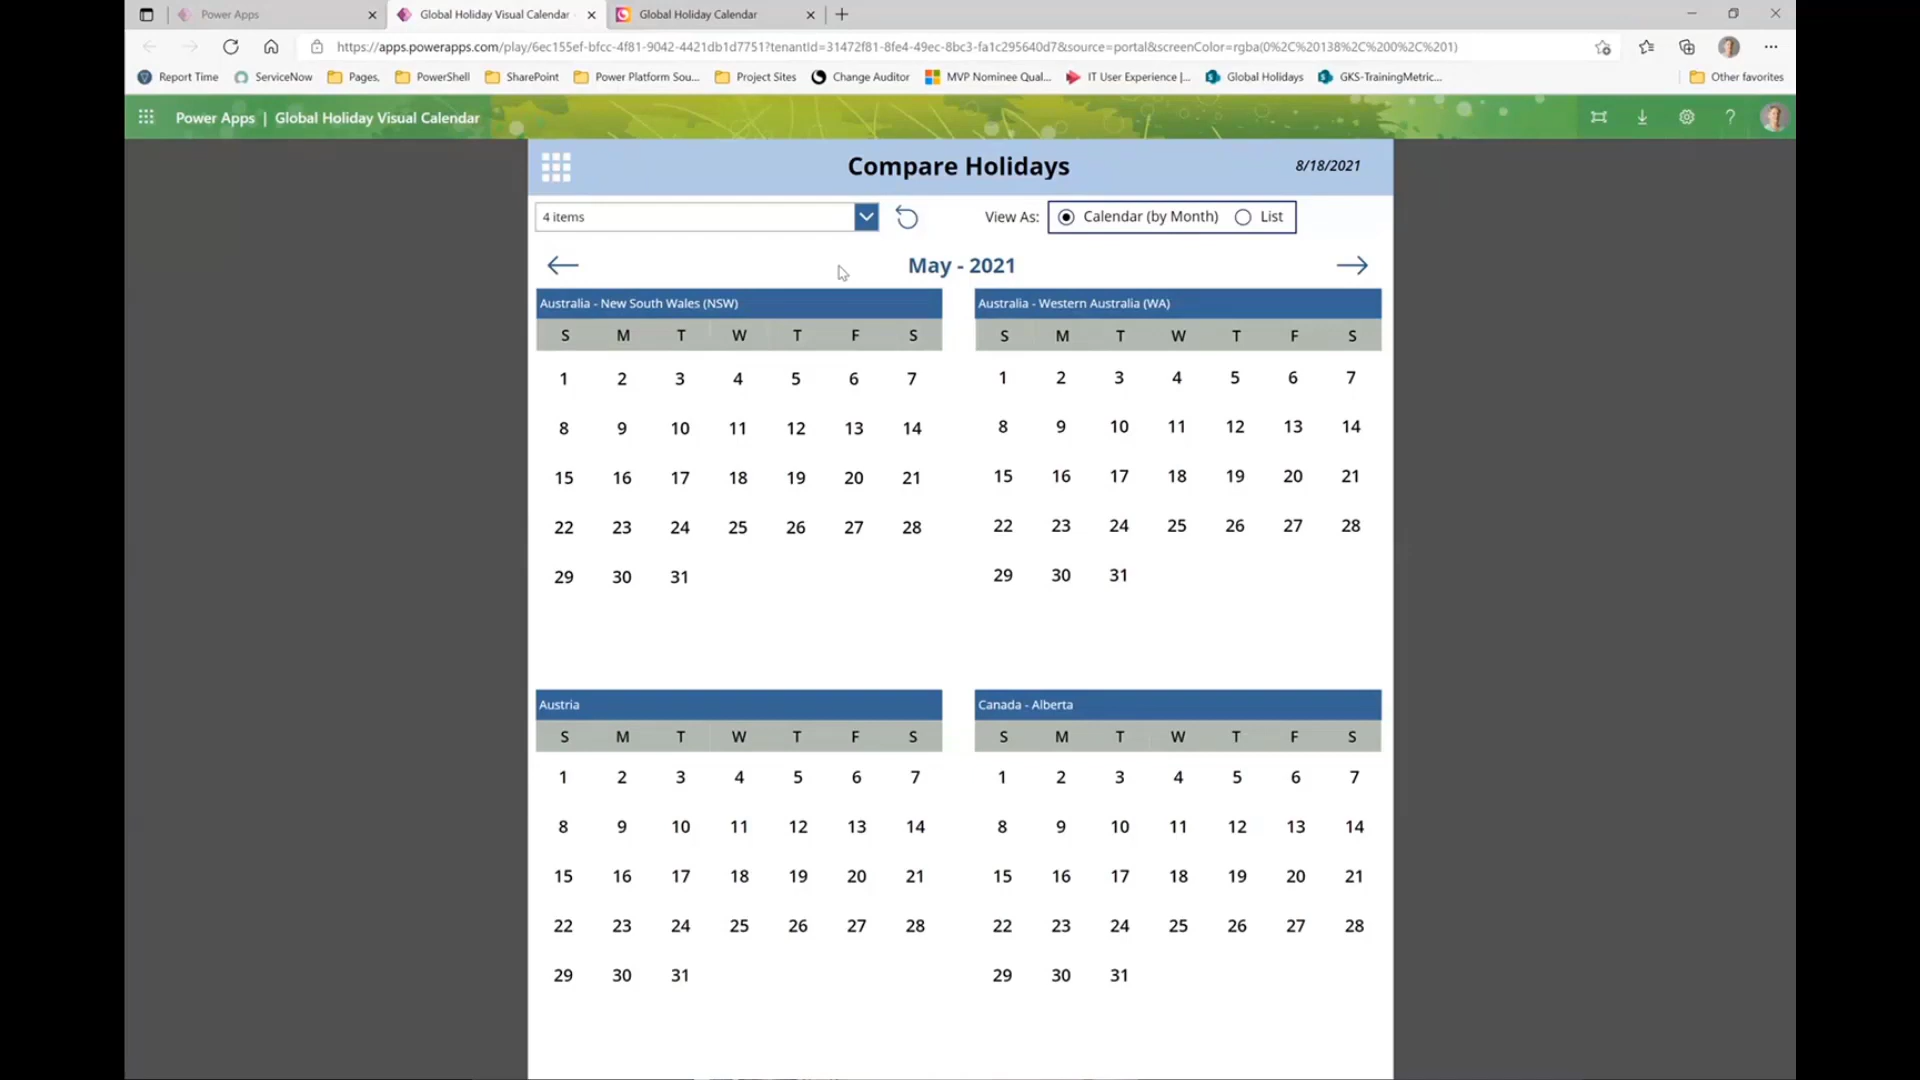 Power Apps
Global Holiday Visual Calendar
Global Holiday Calendar
https://apps.powerapps.com/play/6ec155ef-bfcc-4f81-9042-4421db1d7751?tenantId=31472f81-8fe4-49ec-8bc3-fa1c295640d7&source=portal&screenColor=rgba(0%2C%20138%2C%200%2C%201)
Report Time ServiceNow Pages. PowerShell SharePoint Power Platform Sou... Project Sites Change Auditor MVP Nominee Qual... IT User Experience |... Global Holidays GKS-TrainingMetric... Other favorites
Power Apps | Global Holiday Visual Calendar
Compare Holidays
8/18/2021
4 items
View As: Calendar (by Month) List
May - 2021
Australia - New South Wales (NSW)
S M T W T F S
1 2 3 4 5 6 7
8 9 10 11 12 13 14
15 16 17 18 19 20 21
22 23 24 25 26 27 28
29 30 31
Australia - Western Australia (WA)
S M T W T F S
1 2 3 4 5 6 7
8 9 10 11 12 13 14
15 16 17 18 19 20 21
22 23 24 25 26 27 28
29 30 31
Austria
S M T W T F S
1 2 3 4 5 6 7
8 9 10 11 12 13 14
15 16 17 18 19 20 21
22 23 24 25 26 27 28
29 30 31
Canada - Alberta
S M T W T F S
1 2 3 4 5 6 7
8 9 10 11 12 13 14
15 16 17 18 19 20 21
22 23 24 25 26 27 28
29 30 31